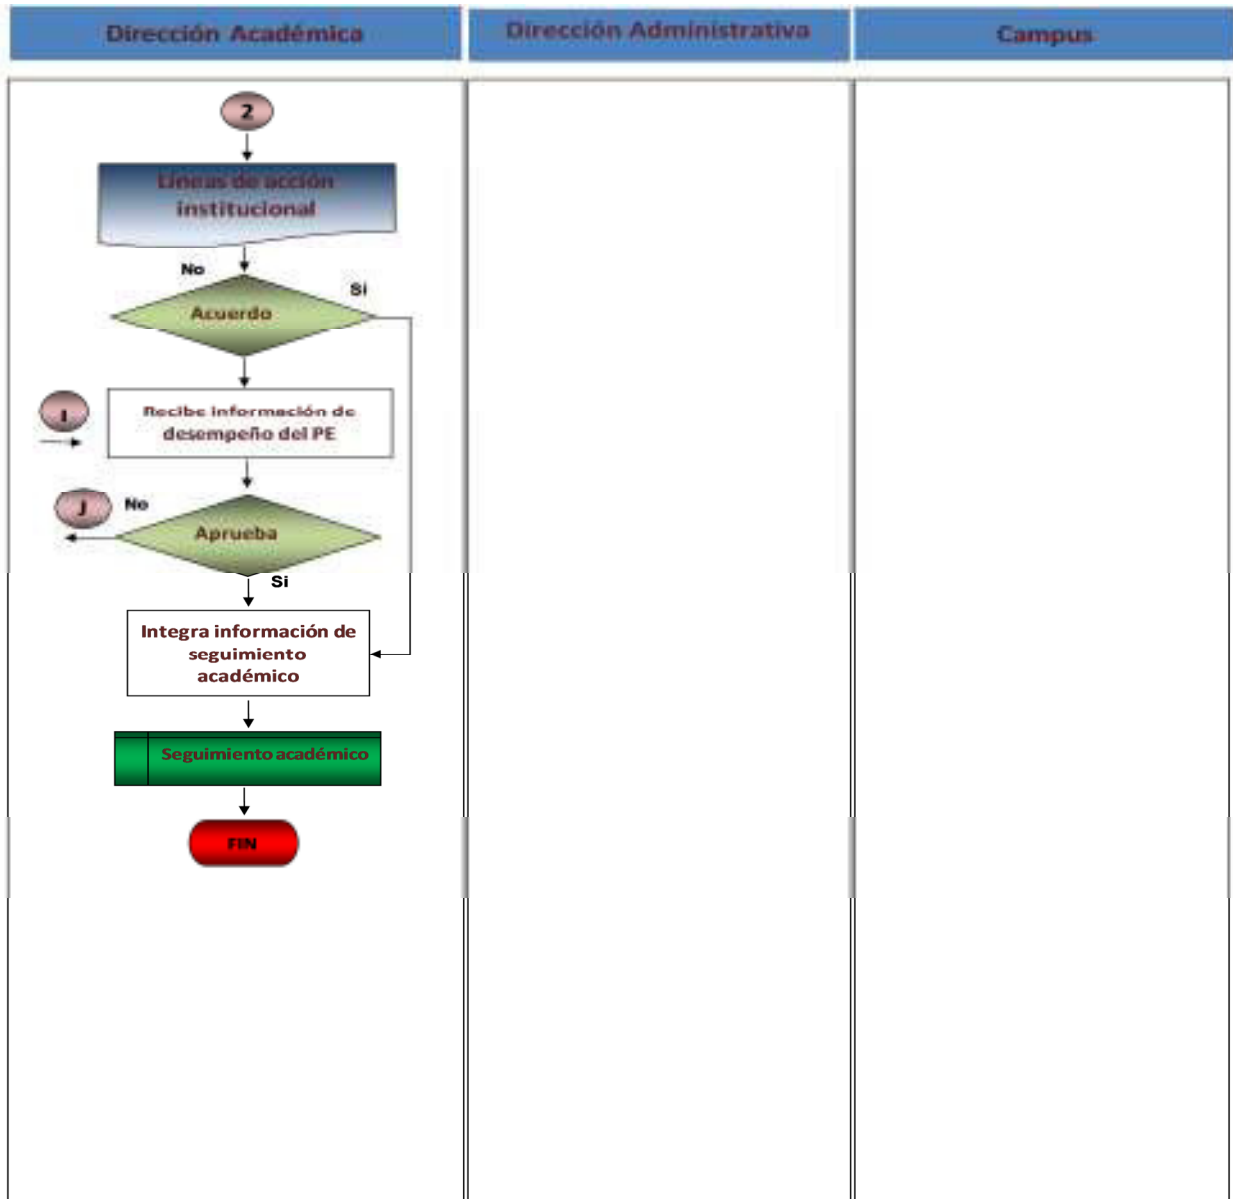 Dirección Académica
Dirección Administrativa
Campus
2
Líneas de acción
institucional
No
Si
Acuerdo
I
Recibe información de
desempeño del PE
J
No
Aprueba
Si
Integra información de
seguimiento
académico
Seguimiento académico
FIN